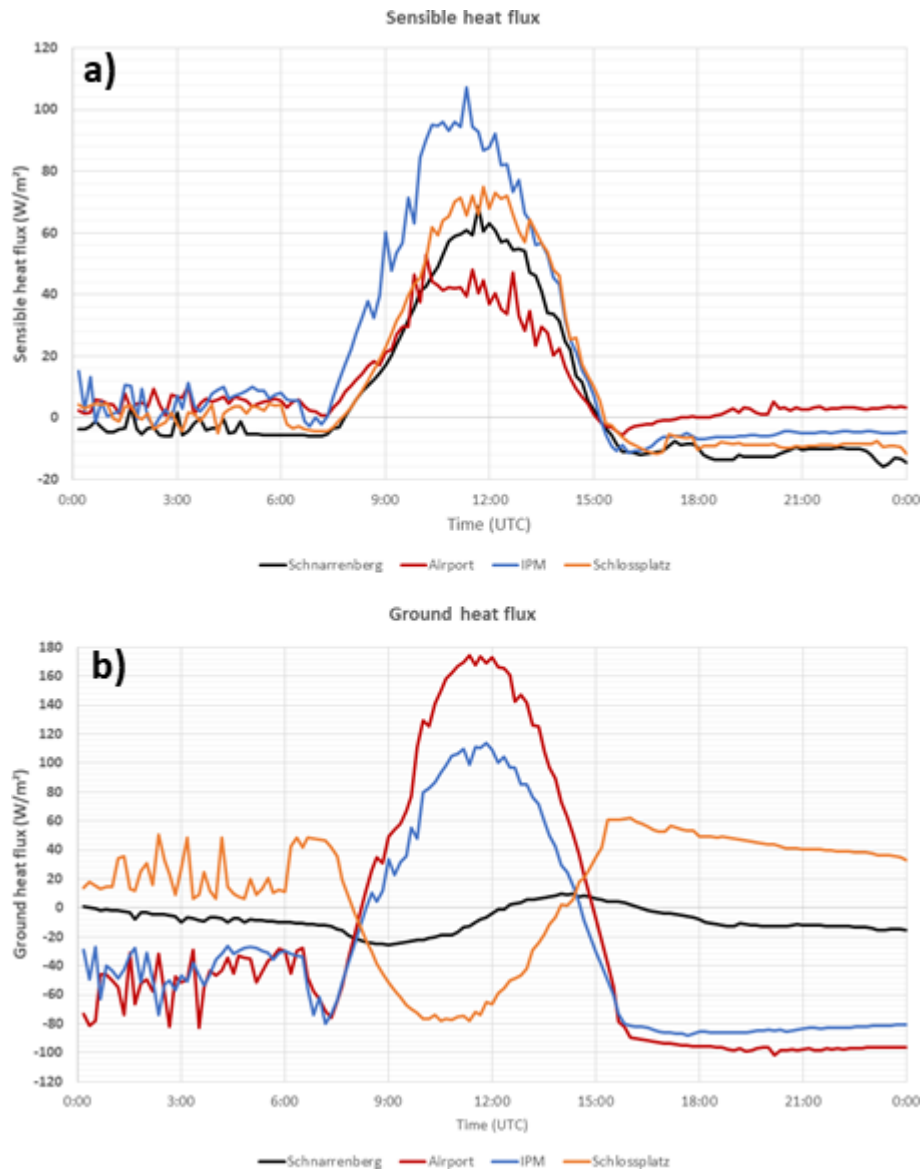 Sensible heat flux
a)
120
100
80
60
40
20
0
-20
Sensible heat flux (W/m²)
0:00 3:00 6:00 9:00 12:00 15:00 18:00 21:00 0:00
Time (UTC)
Schnarrenberg Airport IPM Schlossplatz
Ground heat flux
b)
180
160
140
120
100
80
60
40
20
0
-20
-40
-60
-80
-100
-120
Ground heat flux (W/m²)
0:00 3:00 6:00 9:00 12:00 15:00 18:00 21:00 0:00
Time (UTC)
Schnarrenberg Airport IPM Schlossplatz